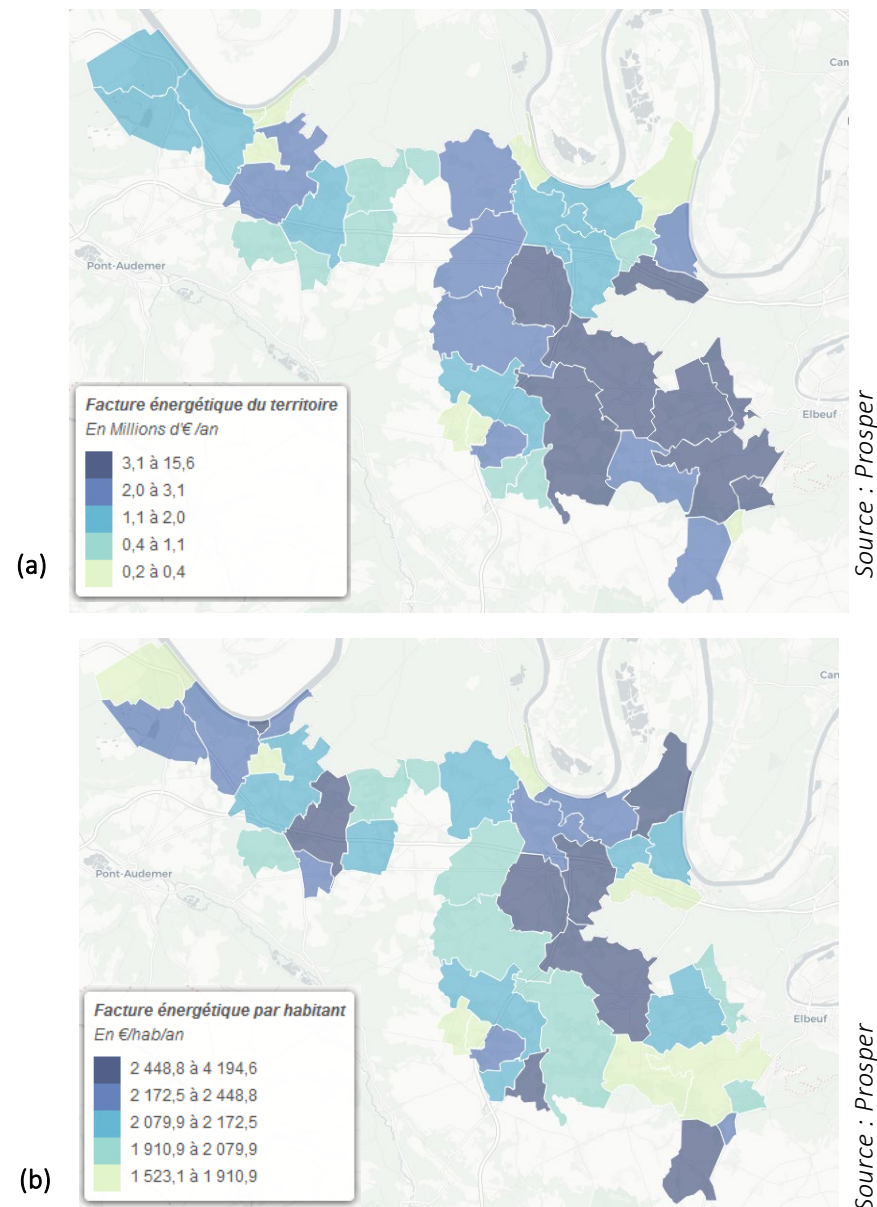 Cam
Pont-Audemer
Elbeuf
Facture énergétique du territoire
En Millions d'€ /an
3,1 à 15,6
2,0 à 3,1
1,1 à 2,0
0,4 à 1,1
0,2 à 0,4
(a)
Source : Prosper
Can
Pont-Audemer
Elbeuf
Facture énergétique par habitant
En €/hab/an
2 448,8 à 4 194,6
2 172,5 à 2 448,8
2 079,9 à 2 172,5
1 910,9 à 2 079,9
1 523,1 à 1 910,9
(b)
Source : Prosper